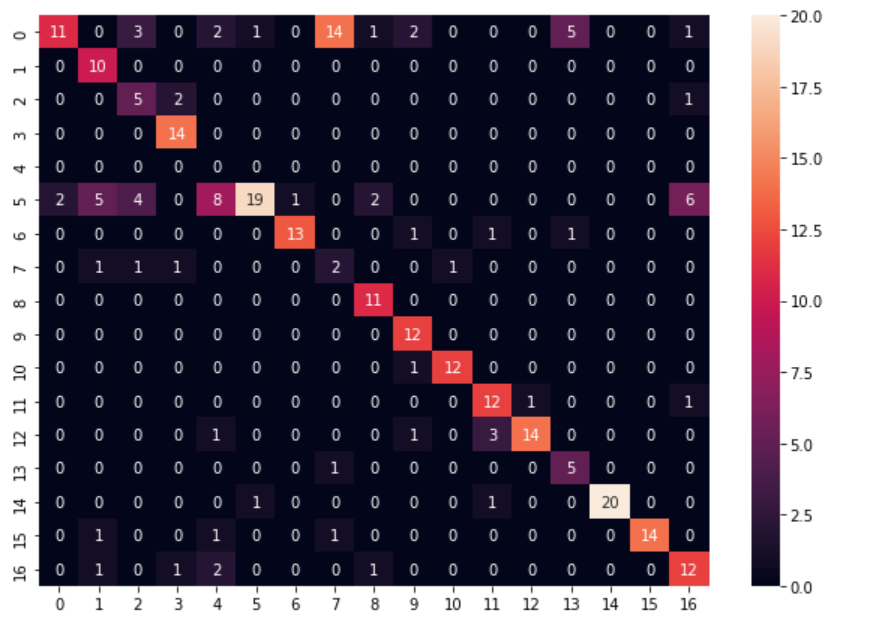 20.0
0 11 0 3 0 2 1 0 14 1 2 0 0 0 5 0 0 1
1 0 10 0 0 0 0 0 0 0 0 0 0 0 0 0 0 0
17.5
2 0 0 5 2 0 0 0 0 0 0 0 0 0 0 0 0 1
3 0 0 0 14 0 0 0 0 0 0 0 0 0 0 0 0 0
15.0
4 0 0 0 0 0 0 0 0 0 0 0 0 0 0 0 0 0
5 2 5 4 0 8 19 1 0 2 0 0 0 0 0 0 0 6
12.5
6 0 0 0 0 0 0 13 0 0 1 0 1 0 1 0 0 0
7 0 1 1 1 0 0 0 2 0 0 1 0 0 0 0 0 0
10.0
8 0 0 0 0 0 0 0 0 11 0 0 0 0 0 0 0 0
9 0 0 0 0 0 0 0 0 0 12 0 0 0 0 0 0 0
10 0 0 0 0 0 0 0 0 0 1 12 0 0 0 0 0 0
7.5
11 0 0 0 0 0 0 0 0 0 0 0 12 1 0 0 0 1
12 0 0 0 0 1 0 0 0 0 1 0 3 14 0 0 0 0
5.0
13 0 0 0 0 0 0 0 1 0 0 0 0 0 5 0 0 0
14 0 0 0 0 0 1 0 0 0 0 0 1 0 0 20 0 0
2.5
15 0 1 0 0 1 0 0 1 0 0 0 0 0 0 0 14 0
16 0 1 0 1 2 0 0 0 1 0 0 0 0 0 0 0 12
0.0
0 1 2 3 4 5 6 7 8 9 10 11 12 13 14 15 16